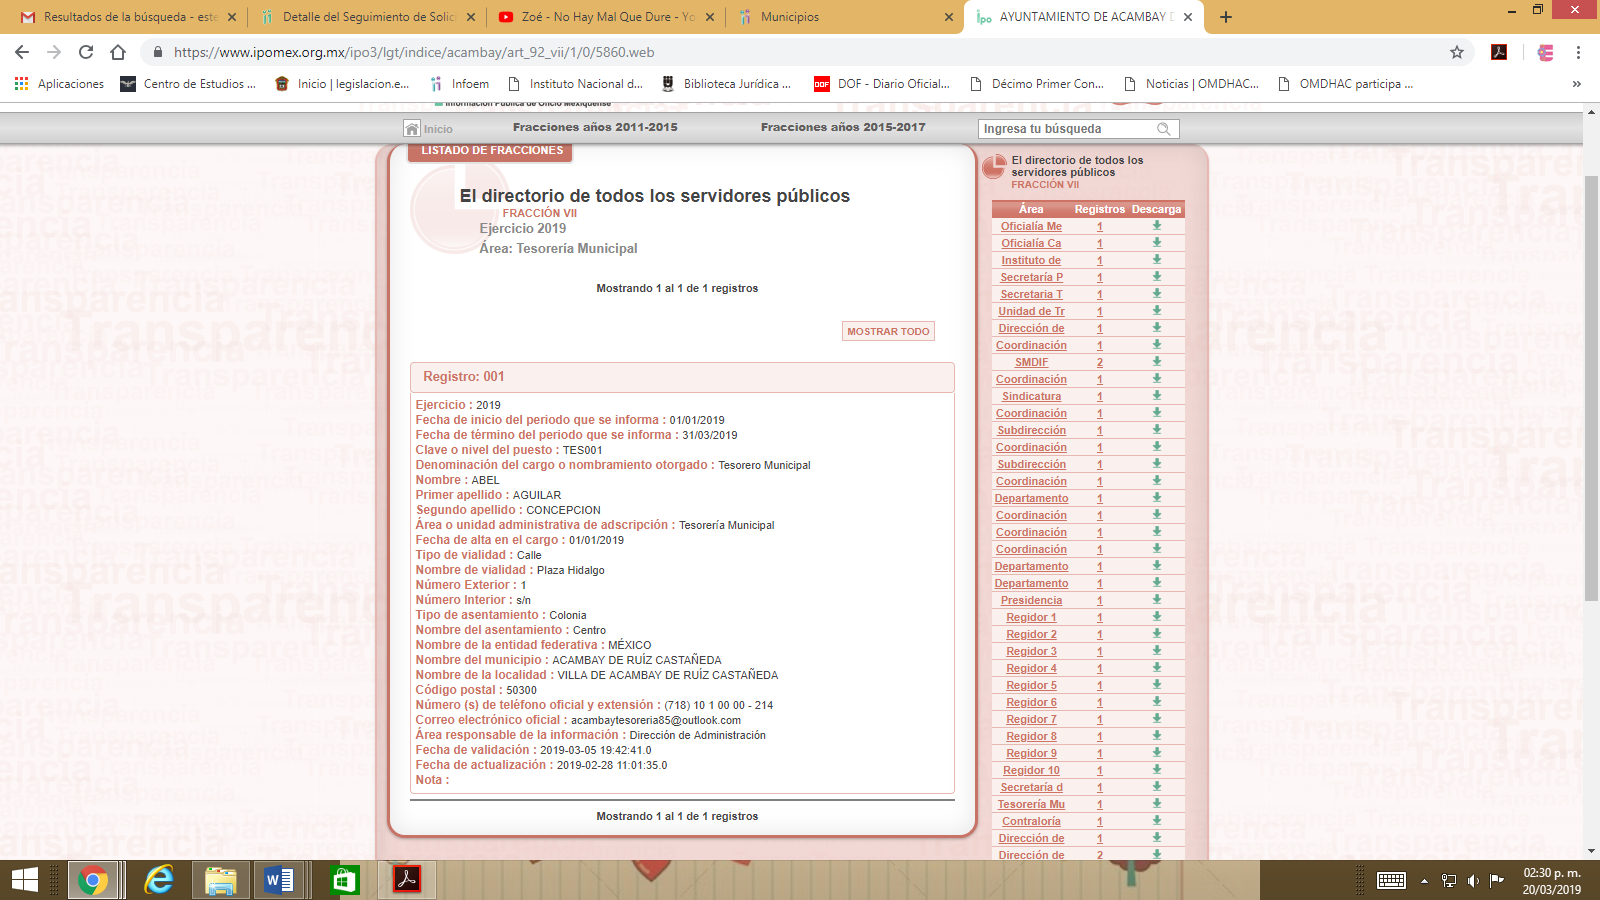 Resultados de la búsqueda - este
Detalle del Seguimiento de Solic
Zoé - No Hay Mal Que Dure - Yo
Municipios
AYUNTAMIENTO DE ACAMBAY D
https://www.ipomex.org.mx/ipo3/lgt/indice/acambay/art_92_vii/1/0/5860.web
Aplicaciones
Centro de Estudios ...
Inicio | legislacion.e...
Infoem
Instituto Nacional d...
Biblioteca Jurídica ...
DOF - Diario Oficial...
Décimo Primer Con...
Noticias | OMDHAC...
OMDHAC participa ...
»
Información Pública de Oficio Mexiquense
Inicio
Fracciones años 2011-2015
Fracciones años 2015-2017
Ingresa tu búsqueda
LISTADO DE FRACCIONES
El directorio de todos los servidores públicos
FRACCIÓN VII
Ejercicio 2019
Área: Tesorería Municipal
Mostrando 1 al 1 de 1 registros
MOSTRAR TODO
Registro: 001
Ejercicio : 2019
Fecha de inicio del periodo que se informa : 01/01/2019
Fecha de término del periodo que se informa : 31/03/2019
Clave o nivel del puesto : TES001
Denominación del cargo o nombramiento otorgado : Tesorero Municipal
Nombre : ABEL
Primer apellido : AGUILAR
Segundo apellido : CONCEPCION
Área o unidad administrativa de adscripción : Tesorería Municipal
Fecha de alta en el cargo : 01/01/2019
Tipo de vialidad : Calle
Nombre de vialidad : Plaza Hidalgo
Número Exterior : 1
Número Interior : s/n
Tipo de asentamiento : Colonia
Nombre del asentamiento : Centro
Nombre de la entidad federativa : MÉXICO
Nombre del municipio : ACAMBAY DE RUÍZ CASTAÑEDA
Nombre de la localidad : VILLA DE ACAMBAY DE RUÍZ CASTAÑEDA
Código postal : 50300
Número (s) de teléfono oficial y extensión : (718) 10 1 00 00 - 214
Correo electrónico oficial : acambaytesoreria85@outlook.com
Área responsable de la información : Dirección de Administración
Fecha de validación : 2019-03-05 19:42:41.0
Fecha de actualización : 2019-02-28 11:01:35.0
Nota :
Mostrando 1 al 1 de 1 registros
El directorio de todos los
servidores públicos
FRACCIÓN VII
Área Registros Descarga
Oficialía Me 1
Oficialía Ca 1
Instituto de 1
Secretaría P 1
Secretaria T 1
Unidad de Tr 1
Dirección de 1
Coordinación 1
SMDIF 2
Coordinación 1
Sindicatura 1
Coordinación 1
Subdirección 1
Coordinación 1
Subdirección 1
Coordinación 1
Departamento 1
Coordinación 1
Coordinación 1
Coordinación 1
Departamento 1
Departamento 1
Presidencia 1
Regidor 1 1
Regidor 2 1
Regidor 3 1
Regidor 4 1
Regidor 5 1
Regidor 6 1
Regidor 7 1
Regidor 8 1
Regidor 9 1
Regidor 10 1
Secretaría d 1
Tesorería Mu 1
Contraloría 1
Dirección de 1
Dirección de 2
02:30 p. m.
20/03/2019